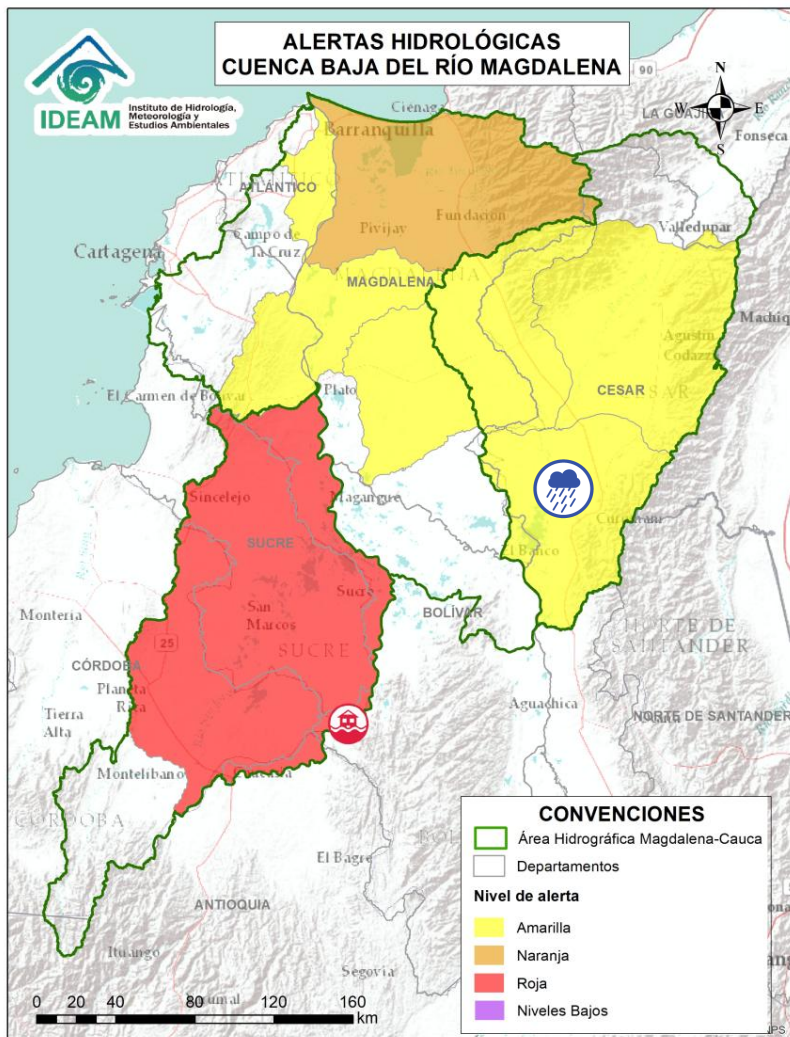 ALERTAS HIDROLÓGICAS
CUENCA BAJA DEL RÍO MAGDALENA
IDEAM
Instituto de Hidrología,
Meteorología y
Estudios Ambientales
N
W
E
S
90
Ciénaga
LA GUAJIRA
Fonseca
Barranquilla
ATLÁNTICO
Cartagena
Campo de
la Cruz
Pivijay
Fundación
Valledupar
MAGDALENA
MAGDALENA
Agustín
Codazzi
CESAR
El Carmen de Bolívar
Plato
Sincelejo
Magangué
SUCRE
El Banco
Montería
San
Marcos
Sucre
BOLÍVAR
NORTE DE
SANTANDER
25
SUCRE
CÓRDOBA
Planeta
Rica
Tierra
Alta
Aguachica
NORTE DE SANTANDER
Montelíbano
CÓRDOBA
El Bagre
ANTIOQUIA
Ituango
Segovia
CONVENCIONES
Área Hidrográfica Magdalena-Cauca
Departamentos
Nivel de alerta
Amarilla
Naranja
Roja
Niveles Bajos
0 20 40 80 120 160
km